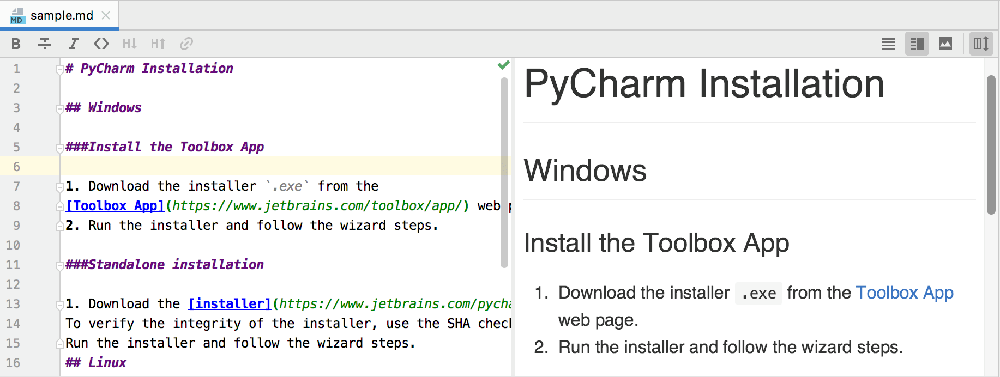 MD sample.md
B I <> H↓ H↑
1 # PyCharm Installation
2
3 ## Windows
4
5 ###Install the Toolbox App
6
7 1. Download the installer `.exe` from the
8 [Toolbox App](https://www.jetbrains.com/toolbox/app/) web
9 2. Run the installer and follow the wizard steps.
10
11 ###Standalone installation
12
13 1. Download the [installer](https://www.jetbrains.com/pycha
14 To verify the integrity of the installer, use the SHA check
15 Run the installer and follow the wizard steps.
16 ## Linux
PyCharm Installation
Windows
Install the Toolbox App
1. Download the installer .exe from the Toolbox App
web page.
2. Run the installer and follow the wizard steps.